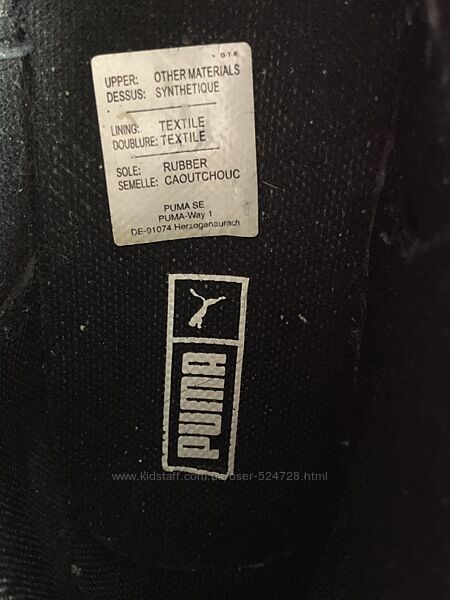 O-T-R
UPPER: OTHER MATERIALS
DESSUS: SYNTHETIQUE
LINING: TEXTILE
DOUBLURE: TEXTILE
SOLE: RUBBER
SEMELLE: CAOUTCHOUC
PUMA SE
PUMA-Way 1
DE-91074 Herzogenaurach
PUMA
www.kidstaff.com.ua/user-524728.html